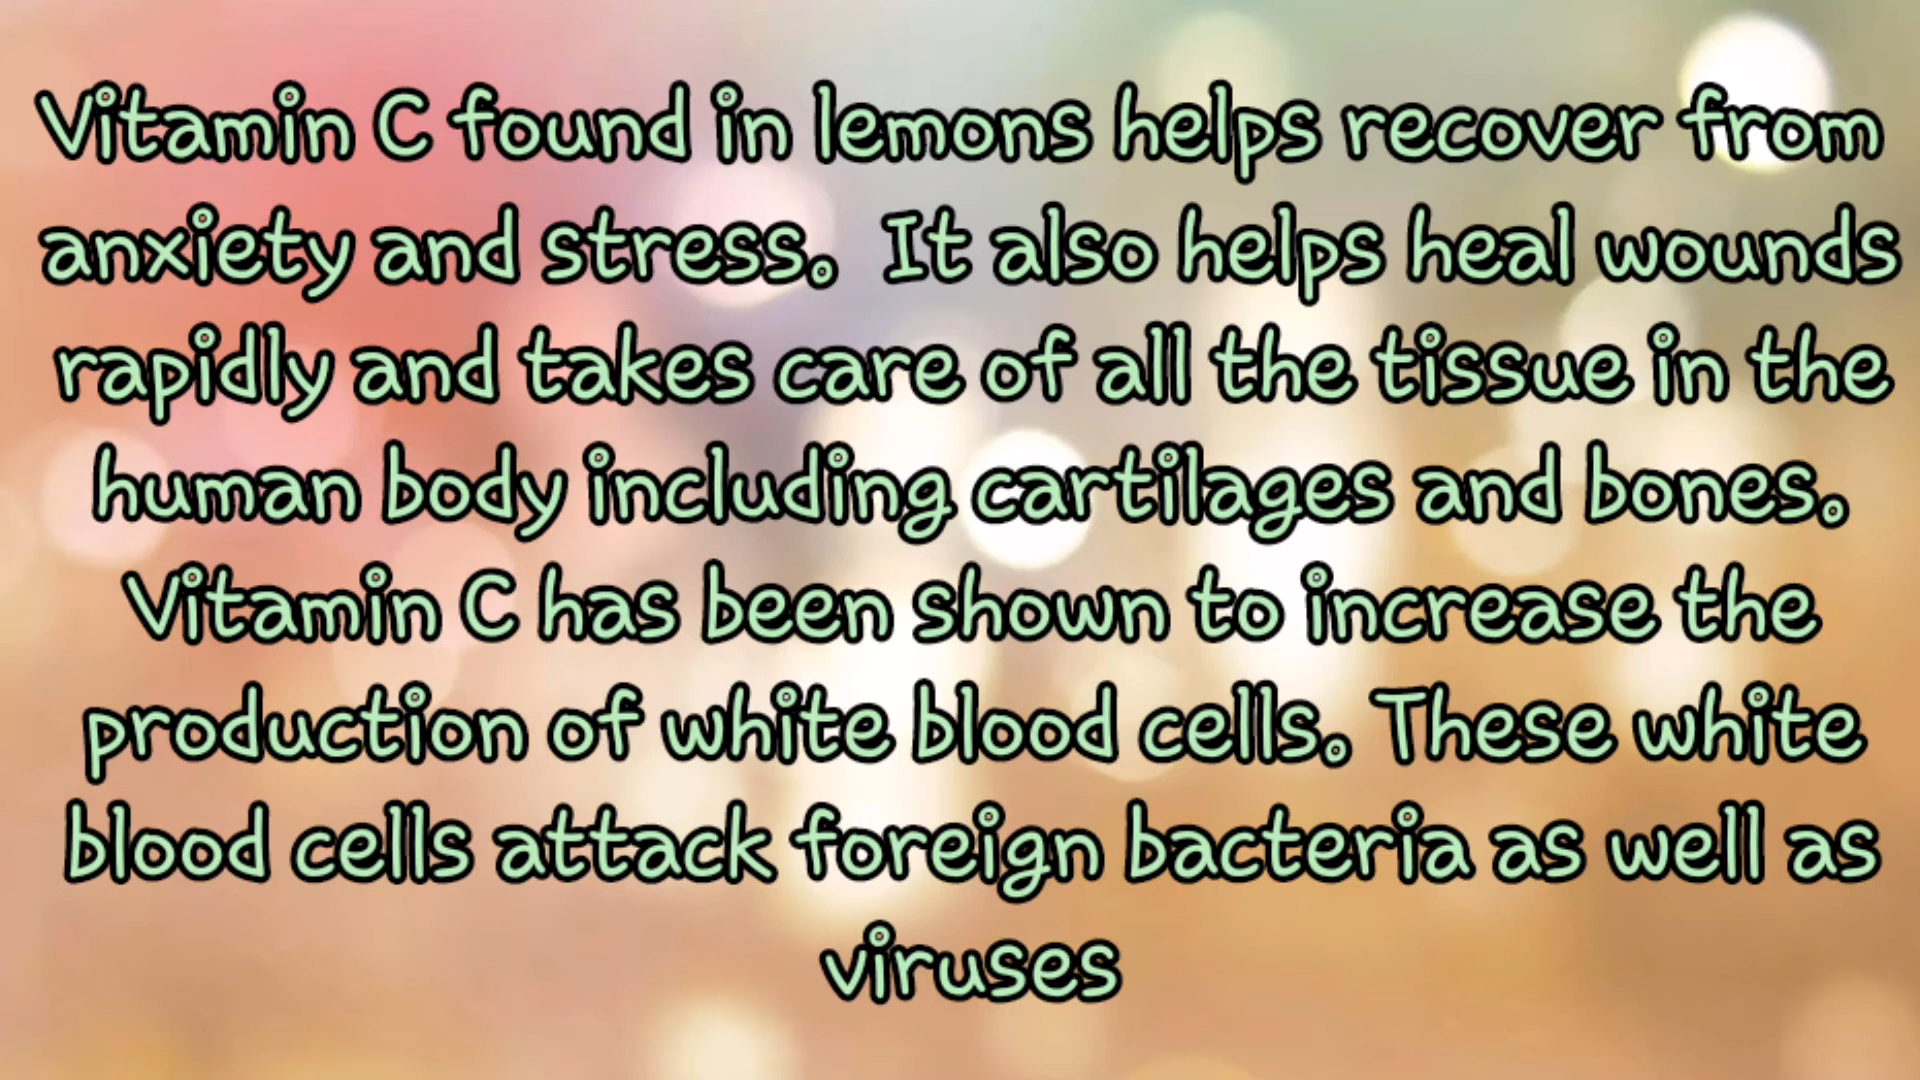 Vitamin C found in lemons helps recover from
anxiety and stress.  It also helps heal wounds
rapidly and takes care of all the tissue in the
human body including cartilages and bones.
Vitamin C has been shown to increase the
production of white blood cells. These white
blood cells attack foreign bacteria as well as
viruses